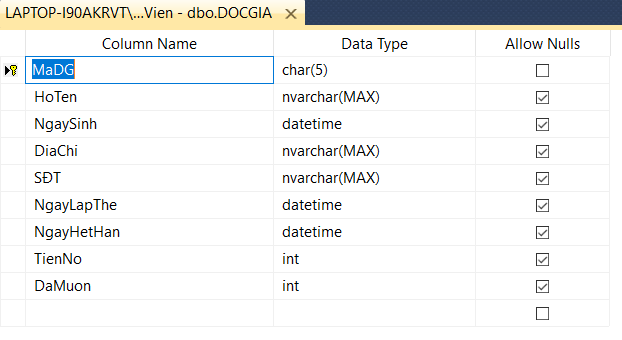 LAPTOP-I90AKRVT\...Vien - dbo.DOCGIA
Column Name Data Type Allow Nulls
MaDG char(5)
HoTen nvarchar(MAX)
NgaySinh datetime
DiaChi nvarchar(MAX)
SĐT nvarchar(MAX)
NgayLapThe datetime
NgayHetHan datetime
TienNo int
DaMuon int